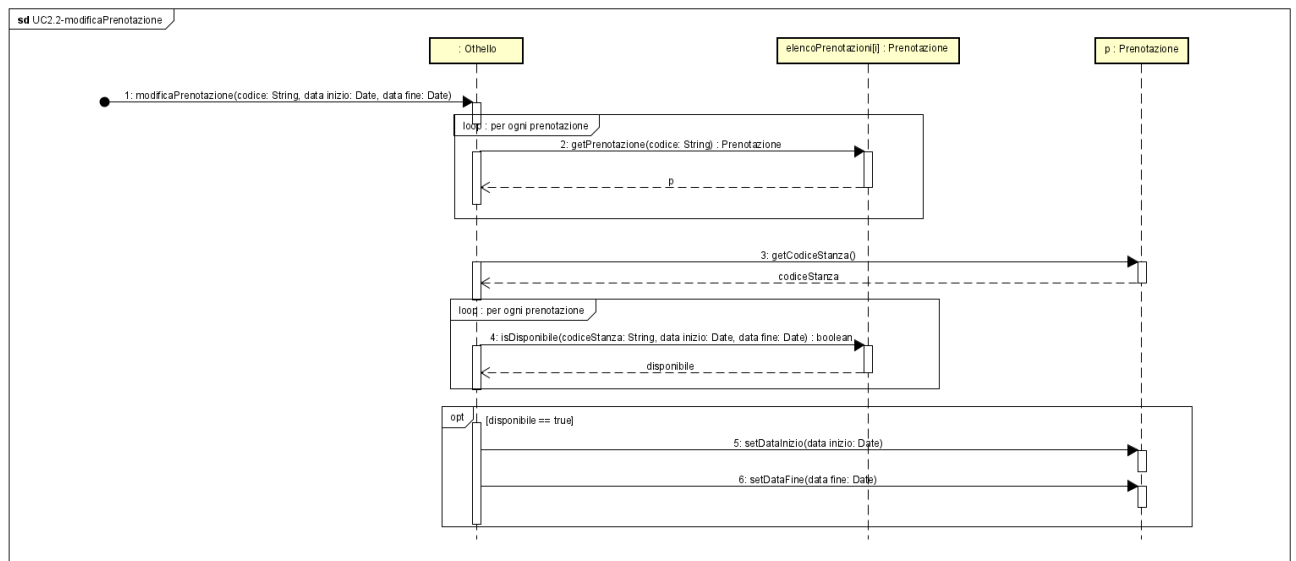 sd UC2.2-modificaPrenotazione
: Othello
elencoPrenotazioni[i] : Prenotazione
p : Prenotazione
1: modificaPrenotazione(codice: String, data inizio: Date, data fine: Date)
loop : per ogni prenotazione
2: getPrenotazione(codice: String) : Prenotazione
p
3: getCodiceStanza()
codiceStanza
loop : per ogni prenotazione
4: isDisponibile(codiceStanza: String, data inizio: Date, data fine: Date) : boolean
disponibile
opt
[disponibile == true]
5: setDataInizio(data inizio: Date)
6: setDataFine(data fine: Date)